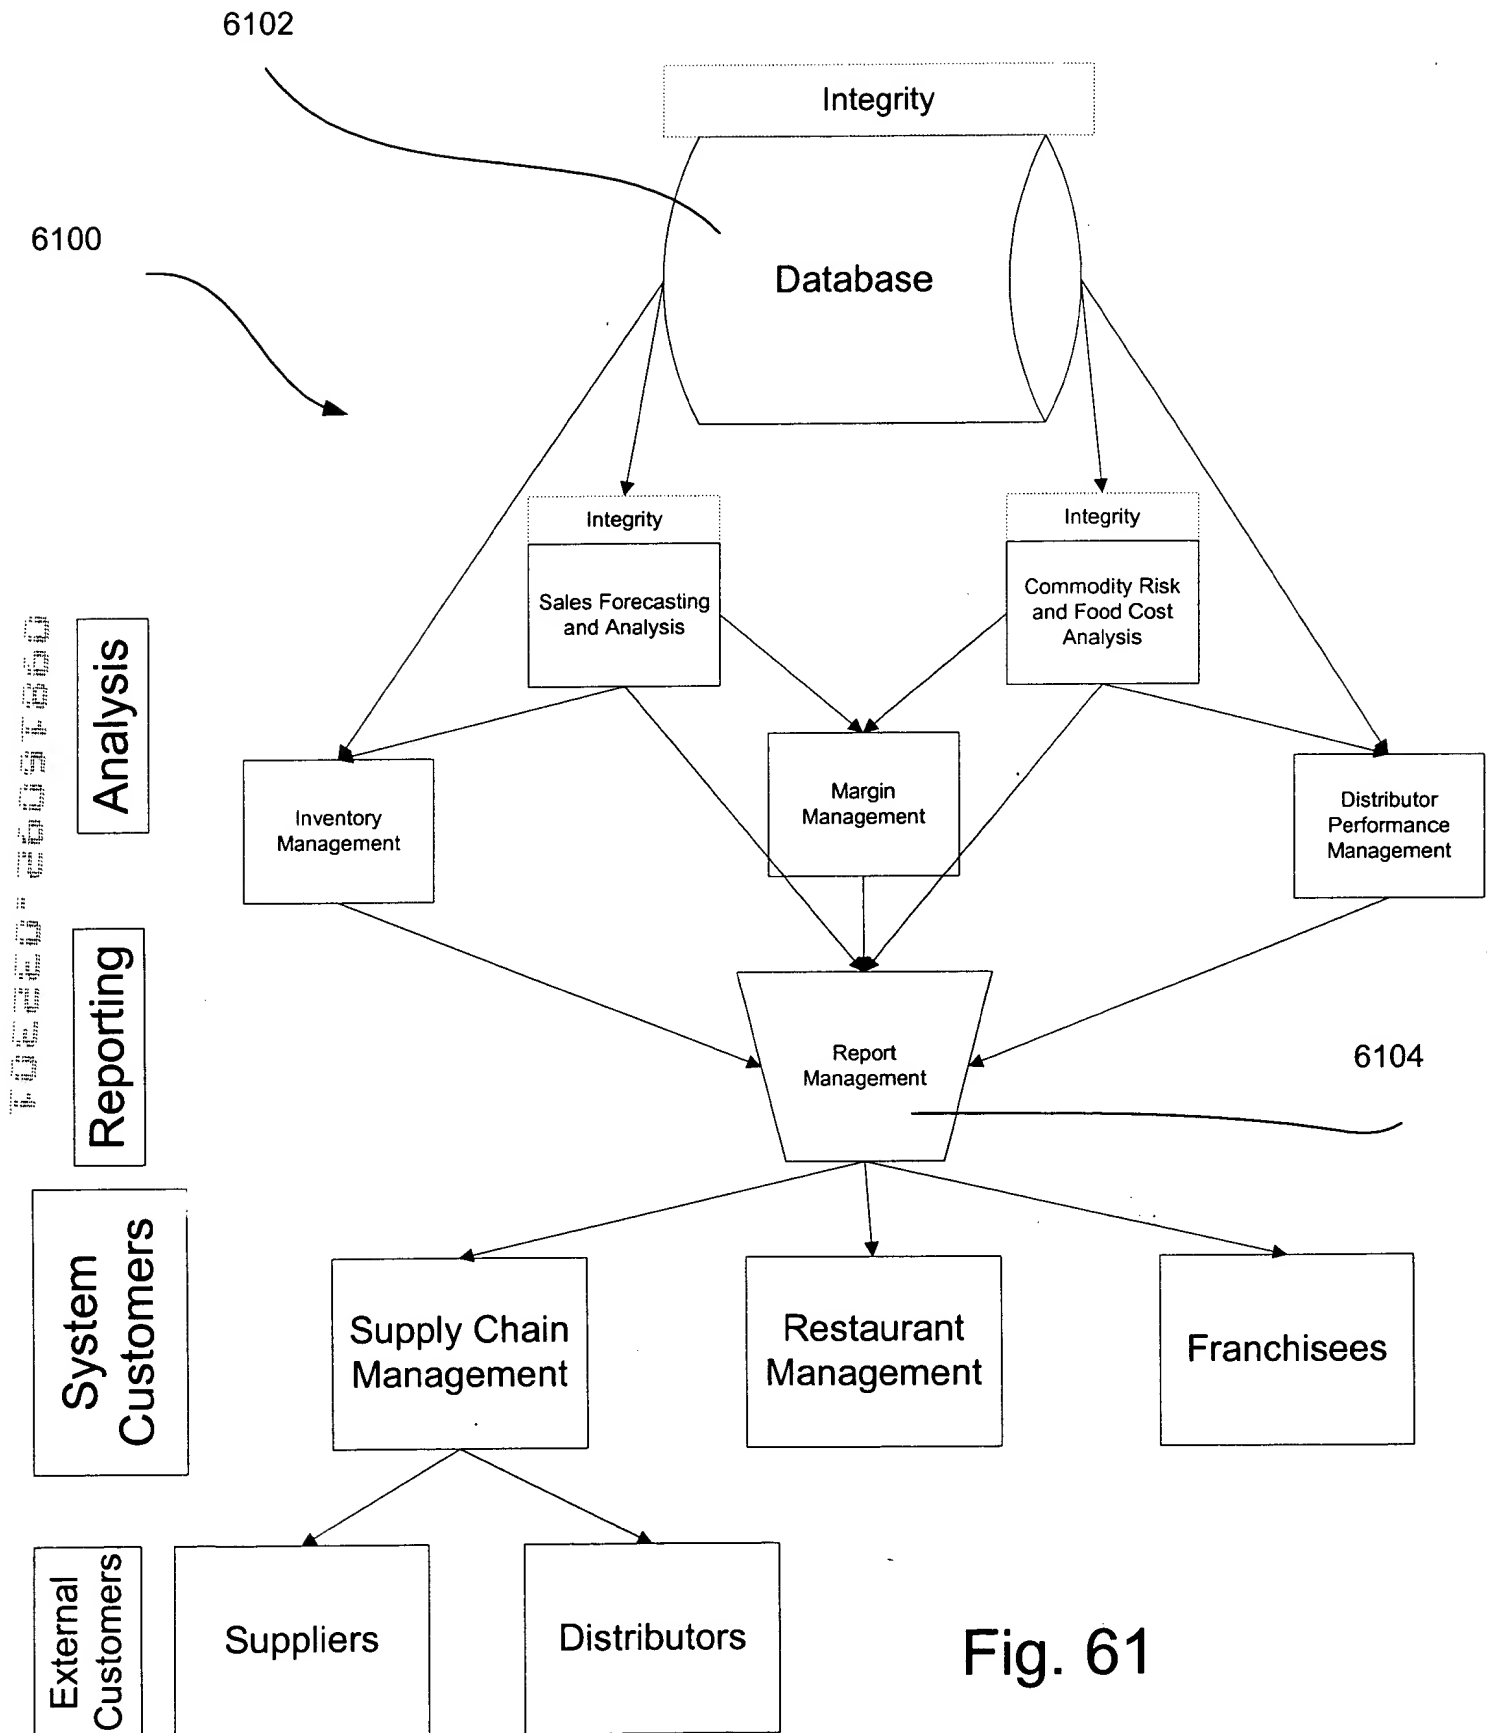 6102
Integrity
6100
Database
Integrity
Integrity
Sales Forecasting
and Analysis
Commodity Risk
and Food Cost
Analysis
Analysis
Inventory
Management
Margin
Management
Distributor
Performance
Management
Reporting
Report
Management
6104
System
Customers
Supply Chain
Management
Restaurant
Management
Franchisees
External
Customers
Suppliers
Distributors
Fig. 61